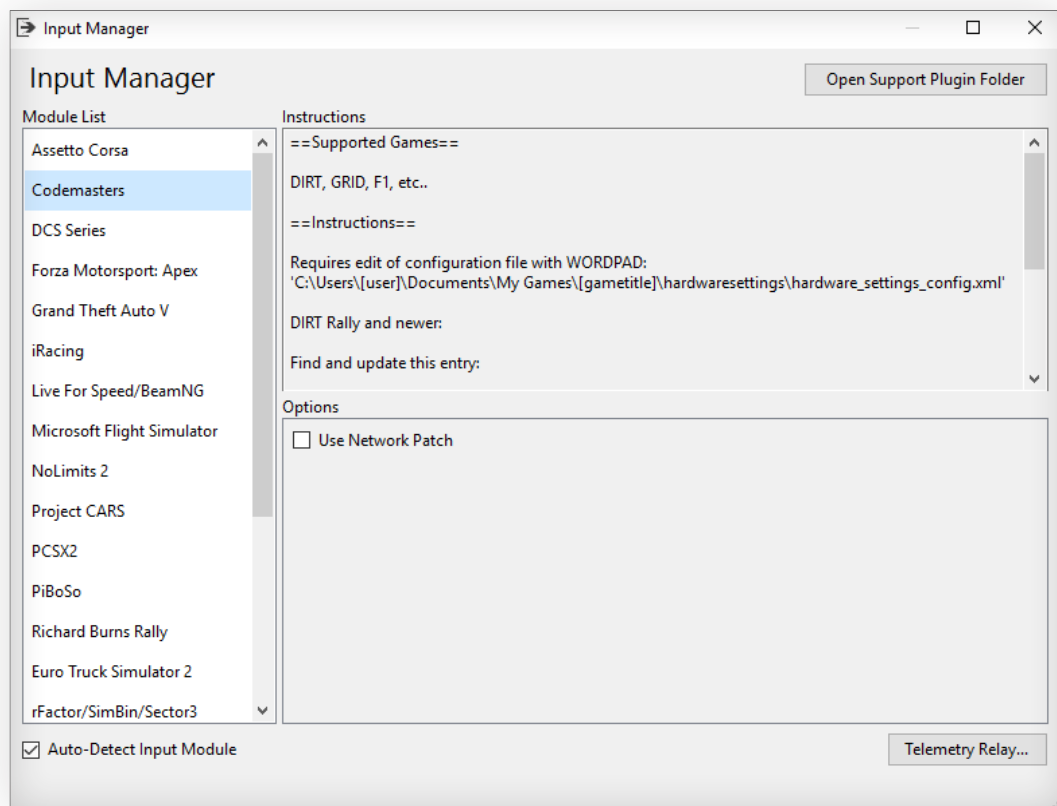 Input Manager
Input Manager
Open Support Plugin Folder
Module List
Assetto Corsa
Codemasters
DCS Series
Forza Motorsport: Apex
Grand Theft Auto V
iRacing
Live For Speed/BeamNG
Microsoft Flight Simulator
NoLimits 2
Project CARS
PCSX2
PiBoSo
Richard Burns Rally
Euro Truck Simulator 2
rFactor/SimBin/Sector3
Instructions
==Supported Games==
DIRT, GRID, F1, etc..
==Instructions==
Requires edit of configuration file with WORDPAD:
'C:\Users\[user]\Documents\My Games\[gametitle]\hardwaresettings\hardware_settings_config.xml'
DIRT Rally and newer:
Find and update this entry:
Options
Use Network Patch
Auto-Detect Input Module
Telemetry Relay...